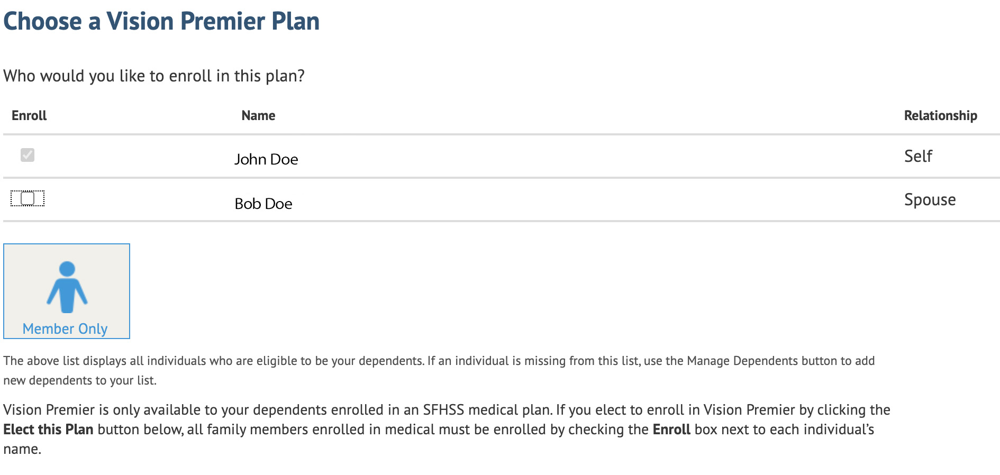 Choose a Vision Premier Plan
Who would you like to enroll in this plan?
Enroll Name Relationship
John Doe Self
Bob Doe Spouse
Member Only
The above list displays all individuals who are eligible to be your dependents. If an individual is missing from this list, use the Manage Dependents button to add
new dependents to your list.
Vision Premier is only available to your dependents enrolled in an SFHSS medical plan. If you elect to enroll in Vision Premier by clicking the
Elect this Plan button below, all family members enrolled in medical must be enrolled by checking the Enroll box next to each individual’s
name.